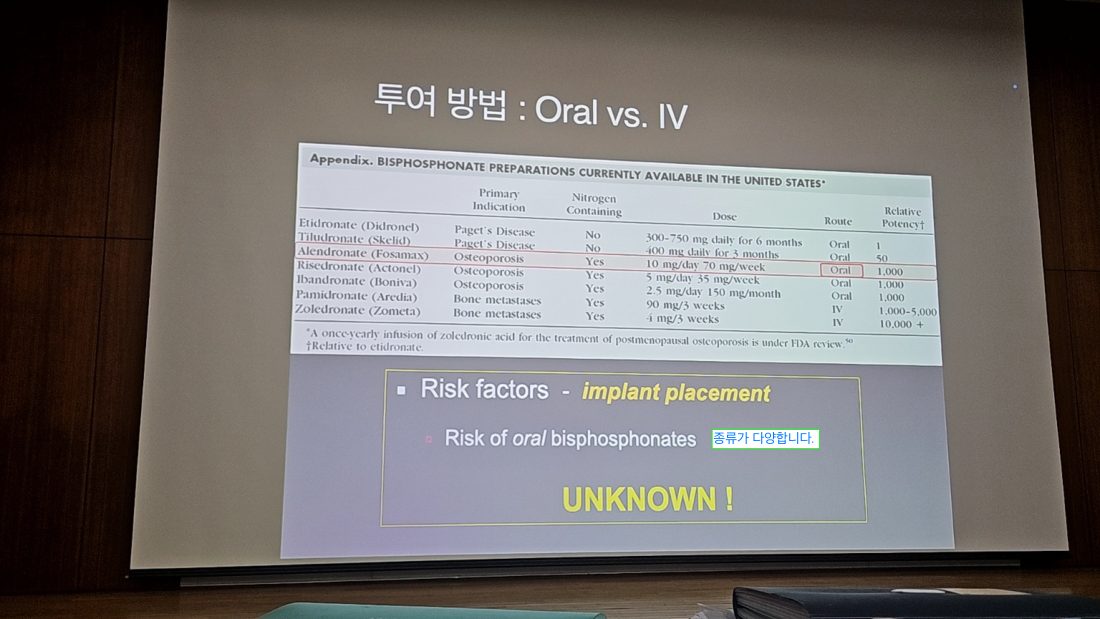 투여 방법 : Oral vs. IV
Appendix. BISPHOSPHONATE PREPARATIONS CURRENTLY AVAILABLE IN THE UNITED STATES*
Primary Indication Nitrogen Containing Dose Route Relative Potency†
Etidronate (Didronel) Paget's Disease No 300-750 mg daily for 6 months Oral 1
Tiludronate (Skelid) Paget's Disease No 400 mg daily for 3 months Oral 50
Alendronate (Fosamax) Osteoporosis Yes 10 mg/day 70 mg/week Oral 1,000
Risedronate (Actonel) Osteoporosis Yes 5 mg/day 35 mg/week Oral 1,000
Ibandronate (Boniva) Osteoporosis Yes 2.5 mg/day 150 mg/month Oral 1,000
Pamidronate (Aredia) Bone metastases Yes 90 mg/3 weeks IV 1,000-5,000
Zoledronate (Zometa) Bone metastases Yes 4 mg/3 weeks IV 10,000 +
*A once-yearly infusion of zoledronic acid for the treatment of postmenopausal osteoporosis is under FDA review.50
†Relative to etidronate.
Risk factors - implant placement
Risk of oral bisphosphonates 종류가 다양합니다.
UNKNOWN !